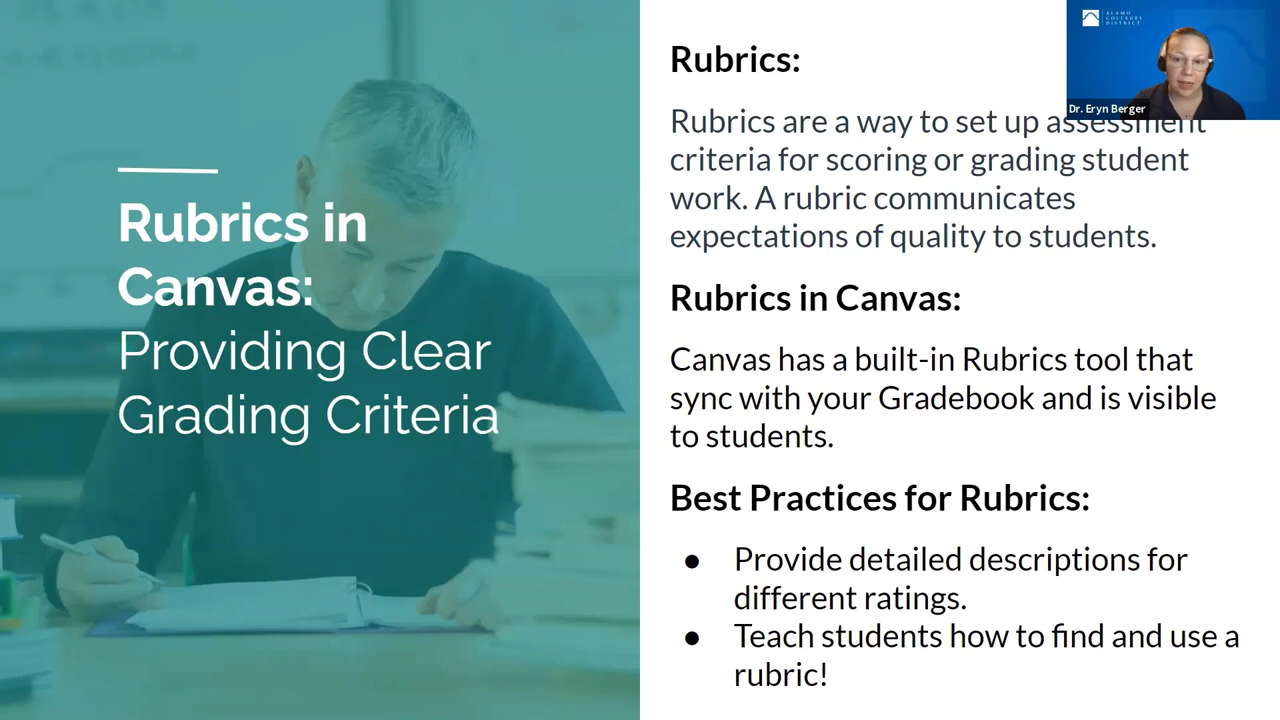 Rubrics in
Canvas:
Providing Clear
Grading Criteria
Rubrics:
Rubrics are a way to set up assessment
criteria for scoring or grading student
work. A rubric communicates
expectations of quality to students.
Rubrics in Canvas:
Canvas has a built-in Rubrics tool that
sync with your Gradebook and is visible
to students.
Best Practices for Rubrics:
● Provide detailed descriptions for
different ratings.
● Teach students how to find and use a
rubric!
ALAMO
COLLEGES
DISTRICT
Dr. Eryn Berger